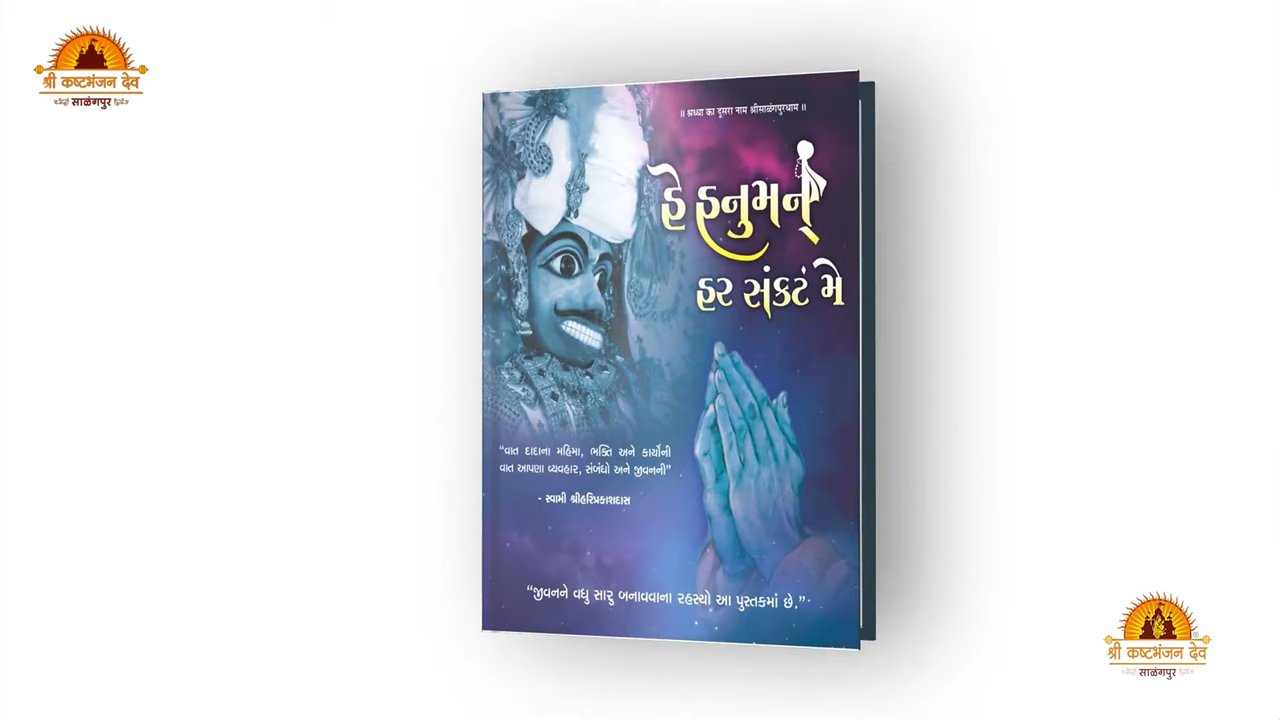 श्री कष्टभंजन देव
साळंगपुर
॥ श्रध्धा का दूसरा नाम श्रीसाळंगपुरधाम ॥
હે હનુમન્
હર સંકટ મે
“વાત દાદાના મહિમા, ભક્તિ અને કાર્યોની
વાત આપણા વ્યવહાર, સંબંધો અને જીવનની”
- સ્વામી શ્રીહરિપ્રકાશદાસ
“જીવનને વધુ સારુ બનાવવાના રહસ્યો આ પુસ્તકમાં છે.”
श्री कष्टभंजन देव
साळंगपुर